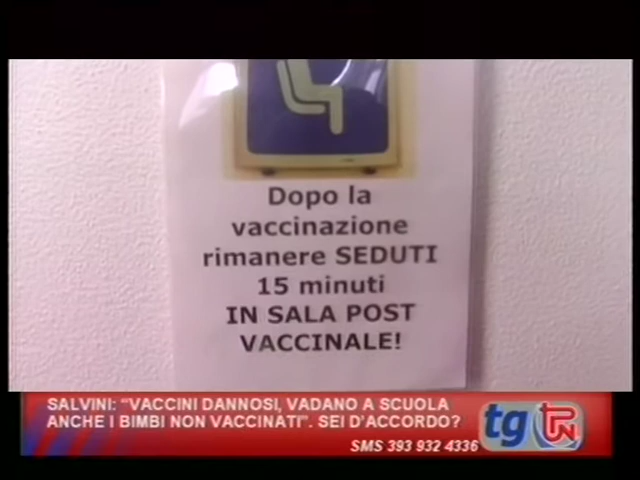 Dopo la
vaccinazione
rimanere SEDUTI
15 minuti
IN SALA POST
VACCINALE!
SALVINI: “VACCINI DANNOSI, VADANO A SCUOLA
ANCHE I BIMBI NON VACCINATI”. SEI D'ACCORDO?
SMS 393 932 4336
tg TPN